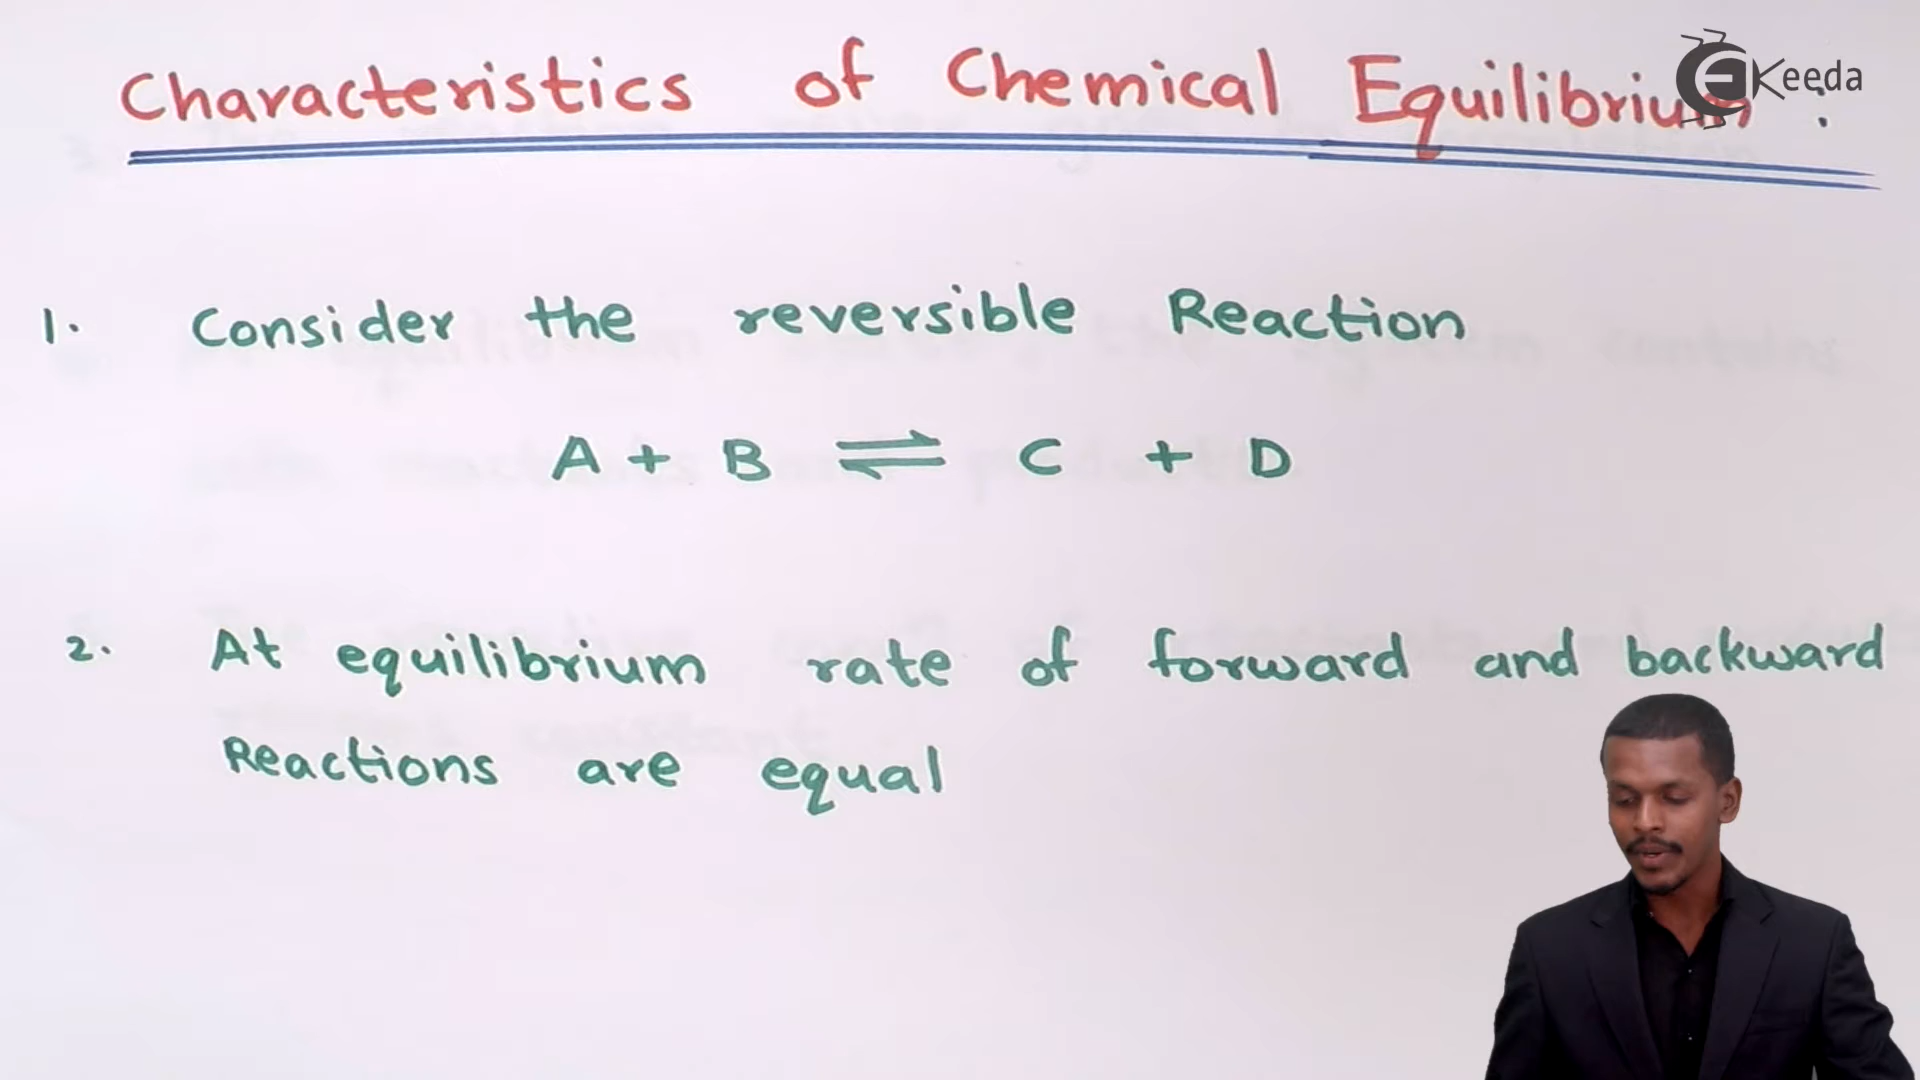 Characteristics of Chemical Equilibrium :
Keeda
1. Consider the reversible Reaction
A + B ⇌ C + D
2. At equilibrium rate of forward and backward
Reactions are equal